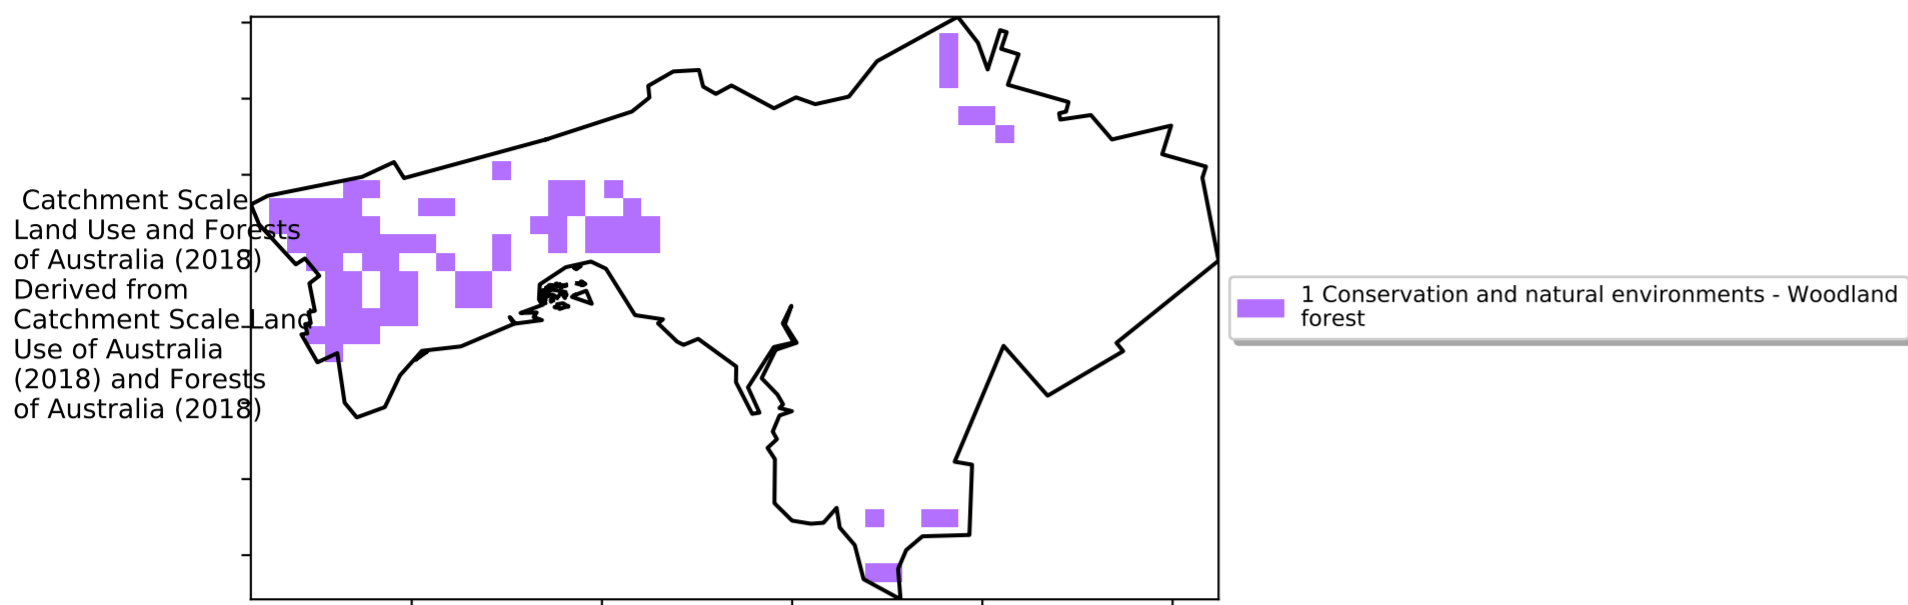 Catchment Scale
Land Use and Forests
of Australia (2018)
Derived from
Catchment Scale Land
Use of Australia
(2018) and Forests
of Australia (2018)
1 Conservation and natural environments - Woodland
forest